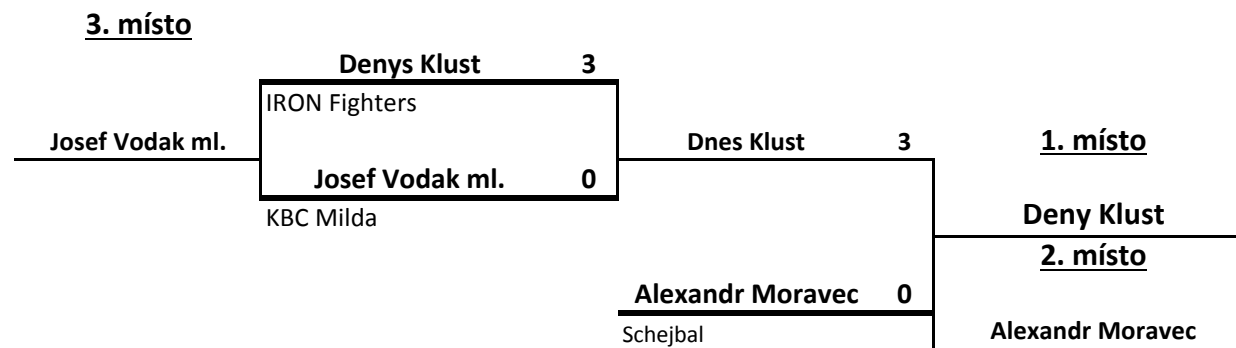 3. místo
Denys Klust 3
IRON Fighters
Josef Vodak ml.
Dnes Klust 3
1. místo
Josef Vodak ml. 0
KBC Milda
Deny Klust
2. místo
Alexandr Moravec 0
Schejbal
Alexandr Moravec